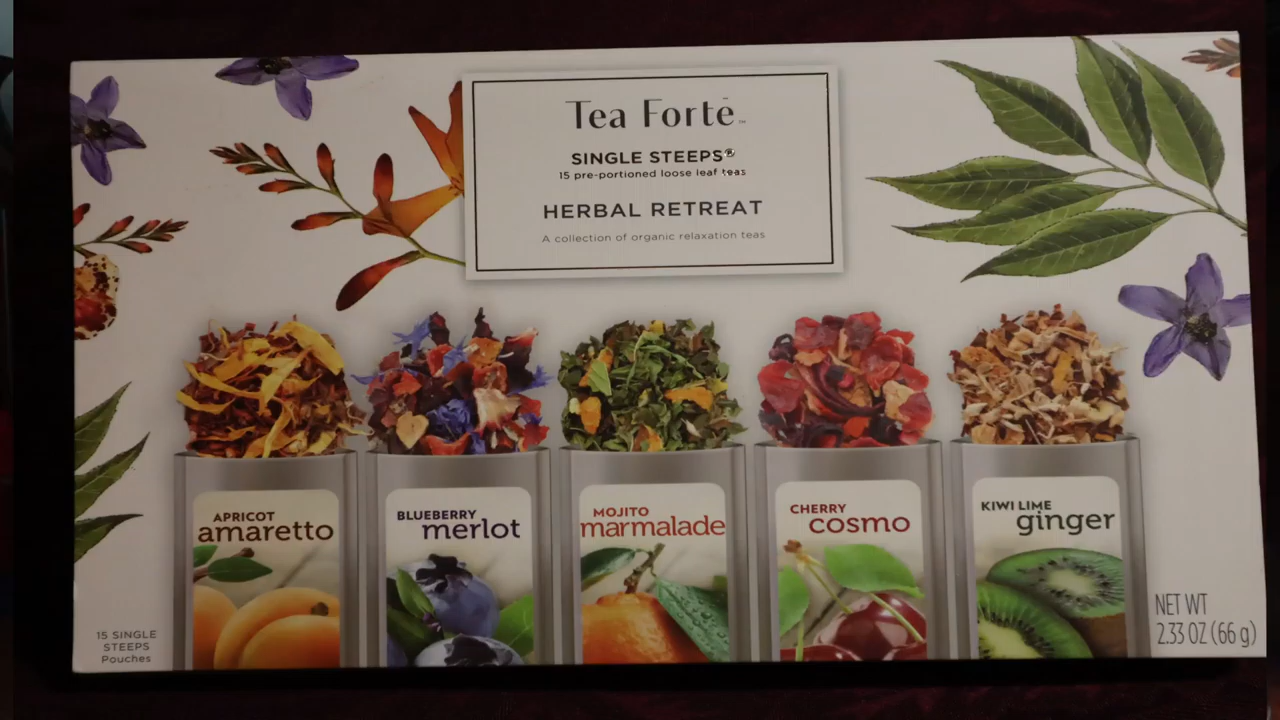 Tea Forté™
SINGLE STEEPS®
15 pre-portioned loose leaf teas
HERBAL RETREAT
A collection of organic relaxation teas
APRICOT
amaretto
BLUEBERRY
merlot
MOJITO
marmalade
CHERRY
cosmo
KIWI LIME
ginger
15 SINGLE
STEEPS
Pouches
NET WT
2.33 OZ (66 g)